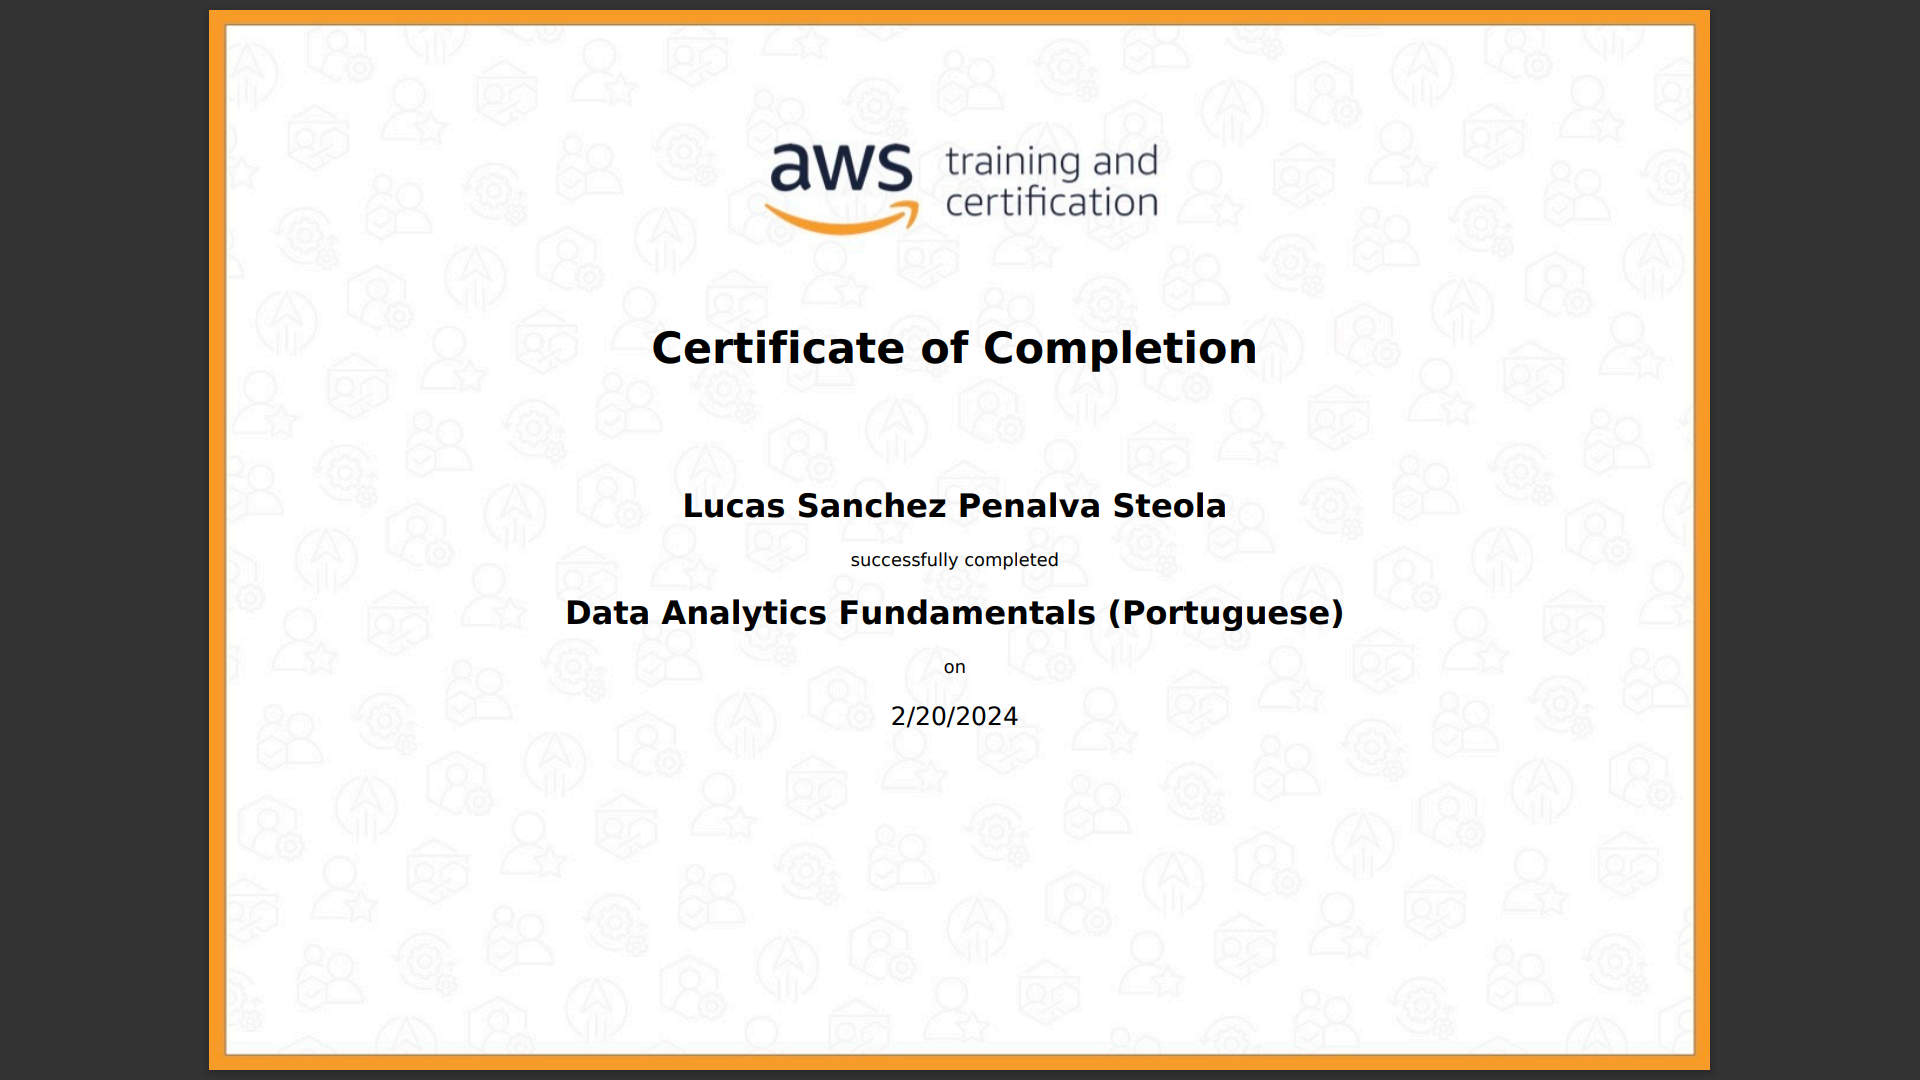 aws training and
certification
Certificate of Completion
Lucas Sanchez Penalva Steola
successfully completed
Data Analytics Fundamentals (Portuguese)
on
2/20/2024